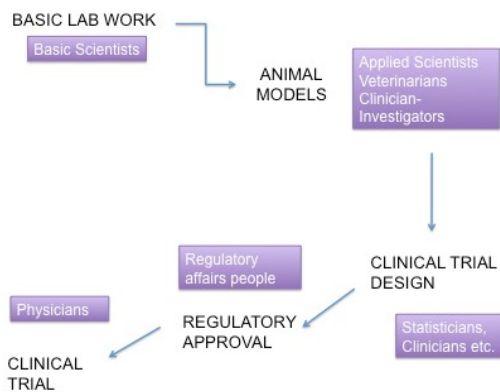 BASIC LAB WORK
Basic Scientists
ANIMAL
MODELS
Applied Scientists
Veterinarians
Clinician-
Investigators
CLINICAL TRIAL
DESIGN
Statisticians,
Clinicians etc.
Regulatory
affairs people
REGULATORY
APPROVAL
Physicians
CLINICAL
TRIAL